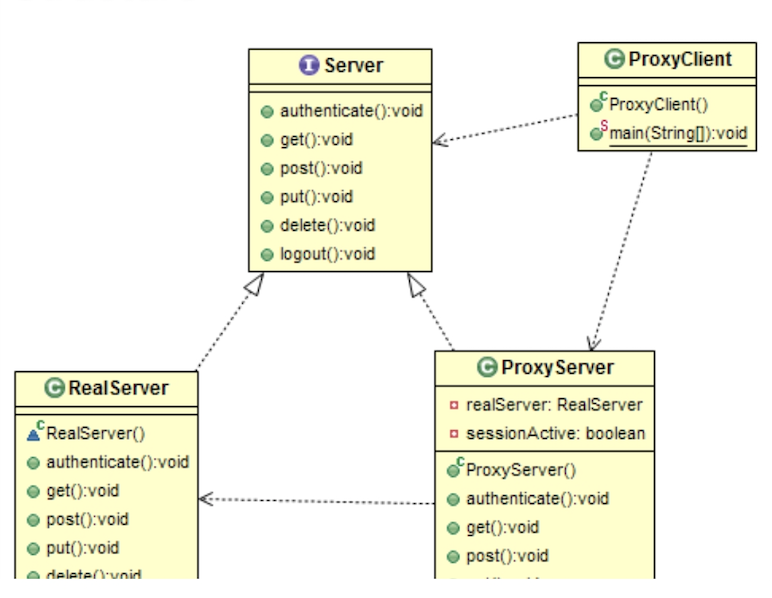 Server
authenticate():void
get():void
post():void
put():void
delete():void
logout():void
ProxyClient
ProxyClient()
main(String[]):void
RealServer
RealServer()
authenticate():void
get():void
post():void
put():void
delete():void
ProxyServer
realServer: RealServer
sessionActive: boolean
ProxyServer()
authenticate():void
get():void
post():void